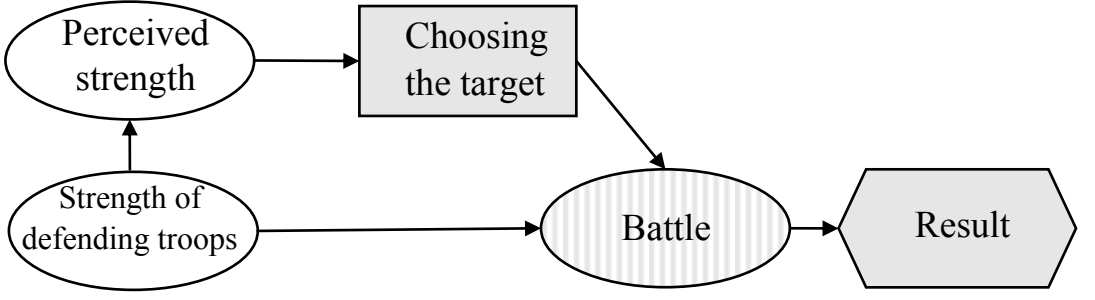 Perceived
strength
Choosing
the target
Strength of
defending troops
Battle
Result